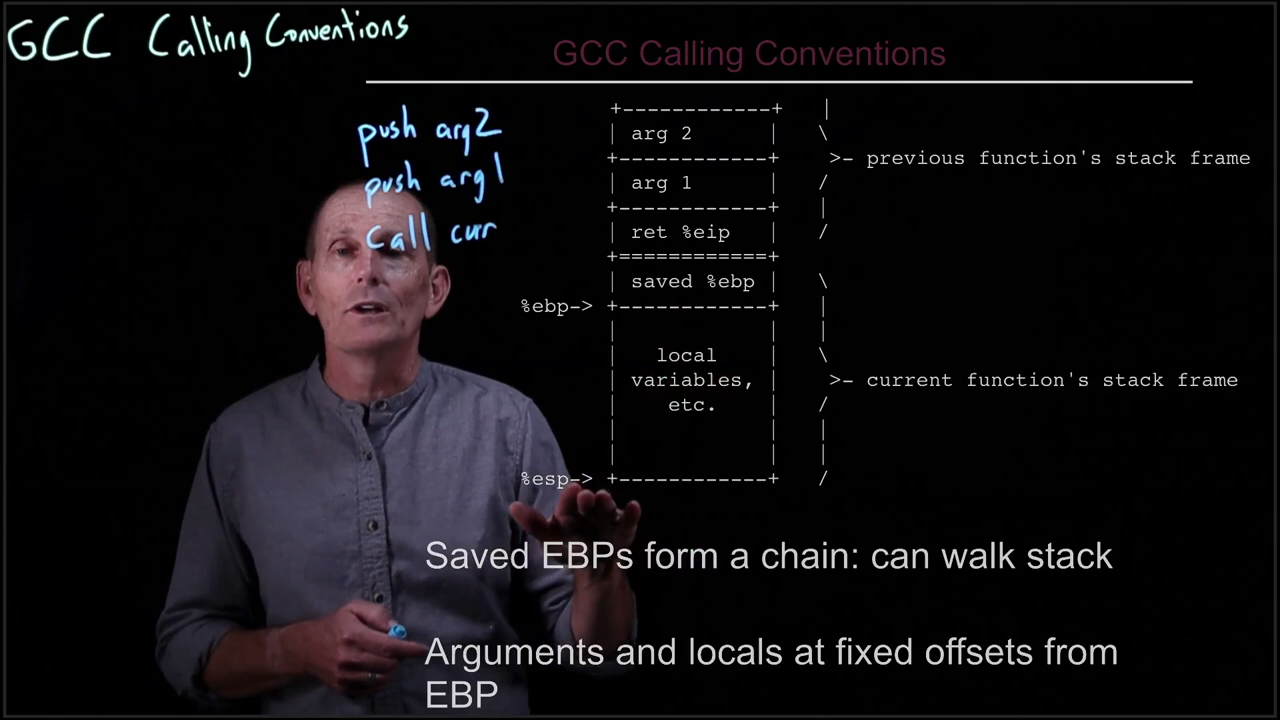 GCC Calling Conventions
GCC Calling Conventions
push arg2
push arg1
Call curr
+------------+   |
| arg 2      |   \
+------------+    >- previous function's stack frame
| arg 1      |   /
+------------+   |
| ret %eip   |   /
+============+
| saved %ebp |   \
%ebp-> +------------+   |
|            |   |
|   local    |   \
| variables, |    >- current function's stack frame
|    etc.    |   /
|            |   |
|            |   |
%esp-> +------------+   /
Saved EBPs form a chain: can walk stack
Arguments and locals at fixed offsets from
EBP